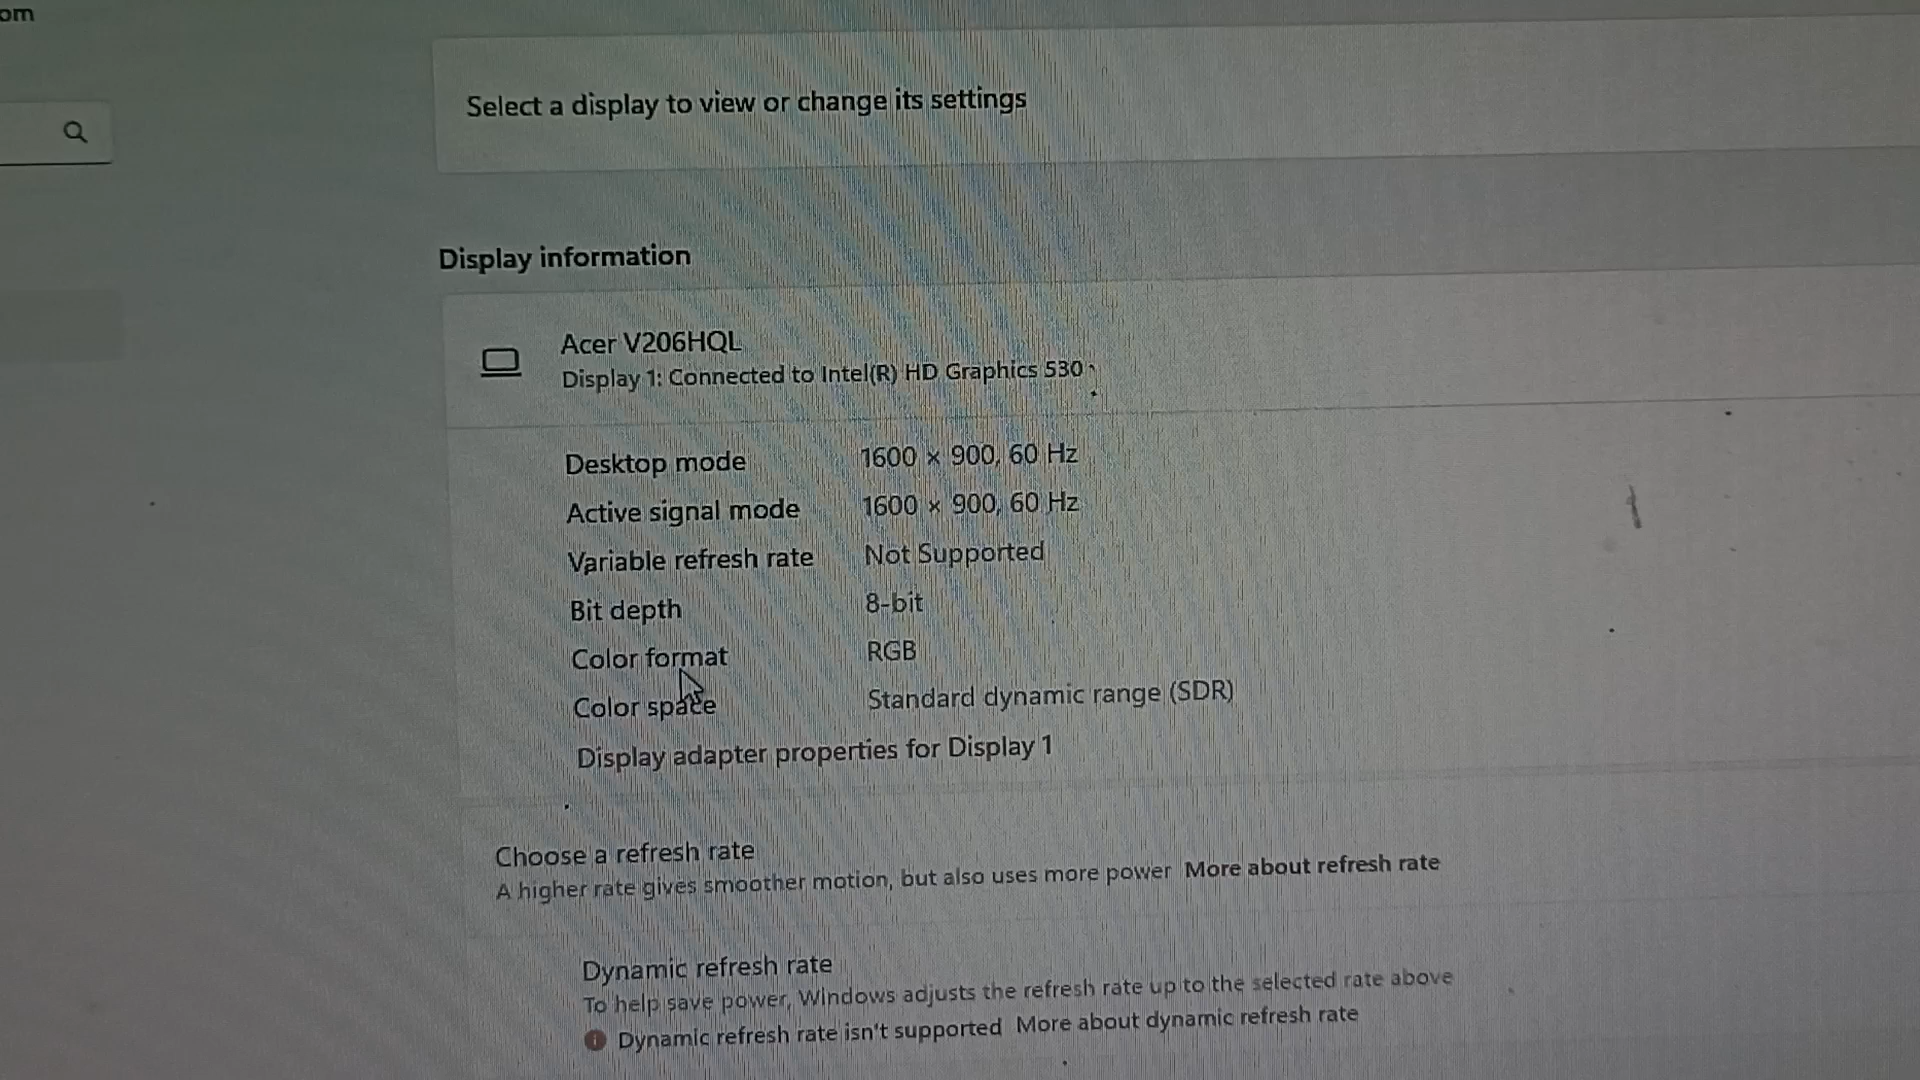 om
Select a display to view or change its settings
Display information
Acer V206HQL
Display 1: Connected to Intel(R) HD Graphics 530
Desktop mode 1600 × 900, 60 Hz
Active signal mode 1600 × 900, 60 Hz
Variable refresh rate Not Supported
Bit depth 8-bit
Color format RGB
Color space Standard dynamic range (SDR)
Display adapter properties for Display 1
Choose a refresh rate
A higher rate gives smoother motion, but also uses more power More about refresh rate
Dynamic refresh rate
To help save power, Windows adjusts the refresh rate up to the selected rate above
Dynamic refresh rate isn't supported More about dynamic refresh rate